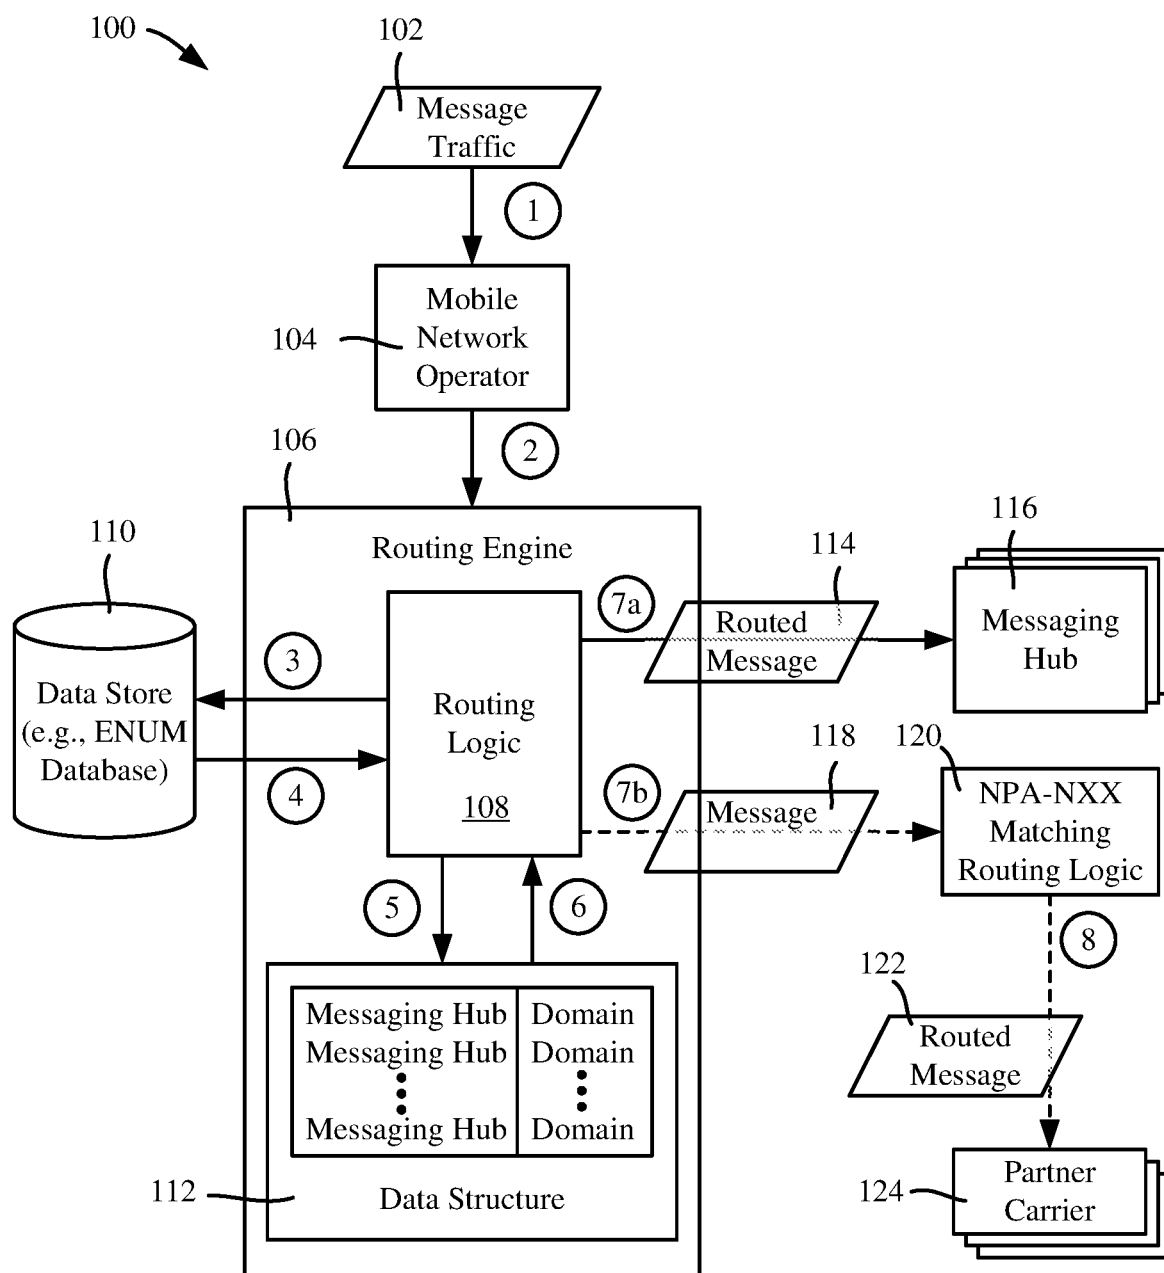 100
102
Message
Traffic
1
Mobile
Network
Operator
104
2
106
Routing Engine
110
Data Store
(e.g., ENUM
Database)
3
4
Routing
Logic
108
7a
114
Routed
Message
116
Messaging
Hub
7b
118
Message
120
NPA-NXX
Matching
Routing Logic
5
6
8
Messaging Hub Domain
Messaging Hub Domain
Messaging Hub Domain
112
Data Structure
122
Routed
Message
124
Partner
Carrier